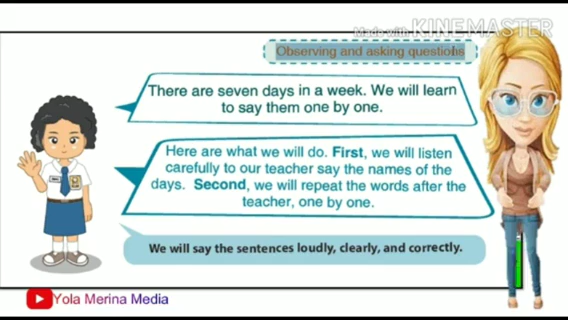 Made with KINEMASTER
Observing and asking questions
There are seven days in a week. We will learn
to say them one by one.
Here are what we will do. First, we will listen
carefully to our teacher say the names of the
days. Second, we will repeat the words after the
teacher, one by one.
We will say the sentences loudly, clearly, and correctly.
Yola Merina Media